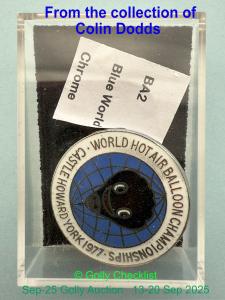 From the collection of
Colin Dodds
BA2
Blue World
Chrome
WORLD HOT AIR BALLOON CHAMPIONSHIPS ·
CASTLE HOWARD YORK 1977 ·
© Golly Checklist
Sep-25 Golly Auction 13-20 Sep 2025